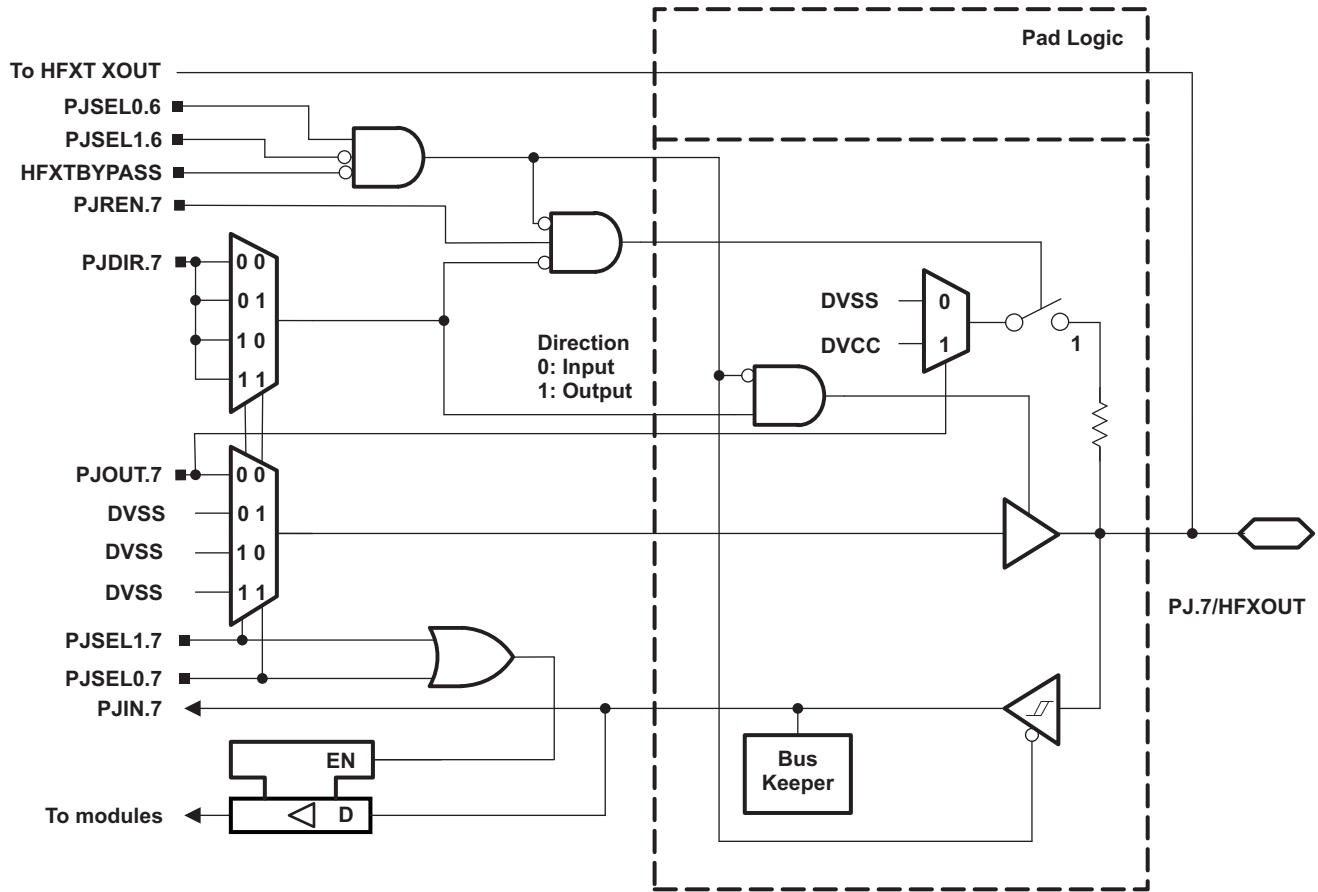 Pad Logic
To HFXT XOUT
PJSEL0.6
PJSEL1.6
HFXTBYPASS
PJREN.7
PJDIR.7
0 0
0 1
1 0
1 1
Direction
0: Input
1: Output
DVSS
0
DVCC
1
1
PJOUT.7
0 0
DVSS
0 1
DVSS
1 0
DVSS
1 1
PJ.7/HFXOUT
PJSEL1.7
PJSEL0.7
PJIN.7
EN
Bus
Keeper
To modules
D